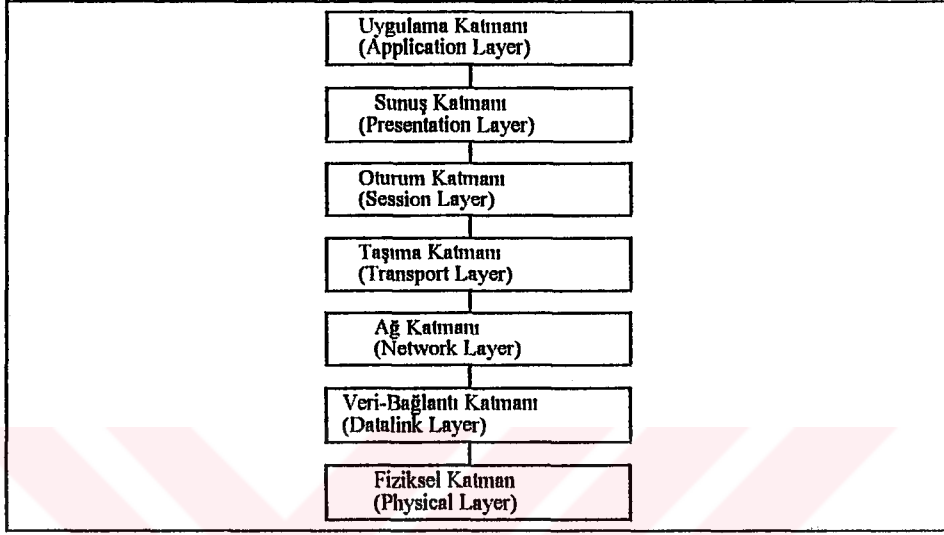 Uygulama Katmanı
(Application Layer)
Sunuş Katmanı
(Presentation Layer)
Oturum Katmanı
(Session Layer)
Taşıma Katmanı
(Transport Layer)
Ağ Katmanı
(Network Layer)
Veri-Bağlantı Katmanı
(Datalink Layer)
Fiziksel Katman
(Physical Layer)